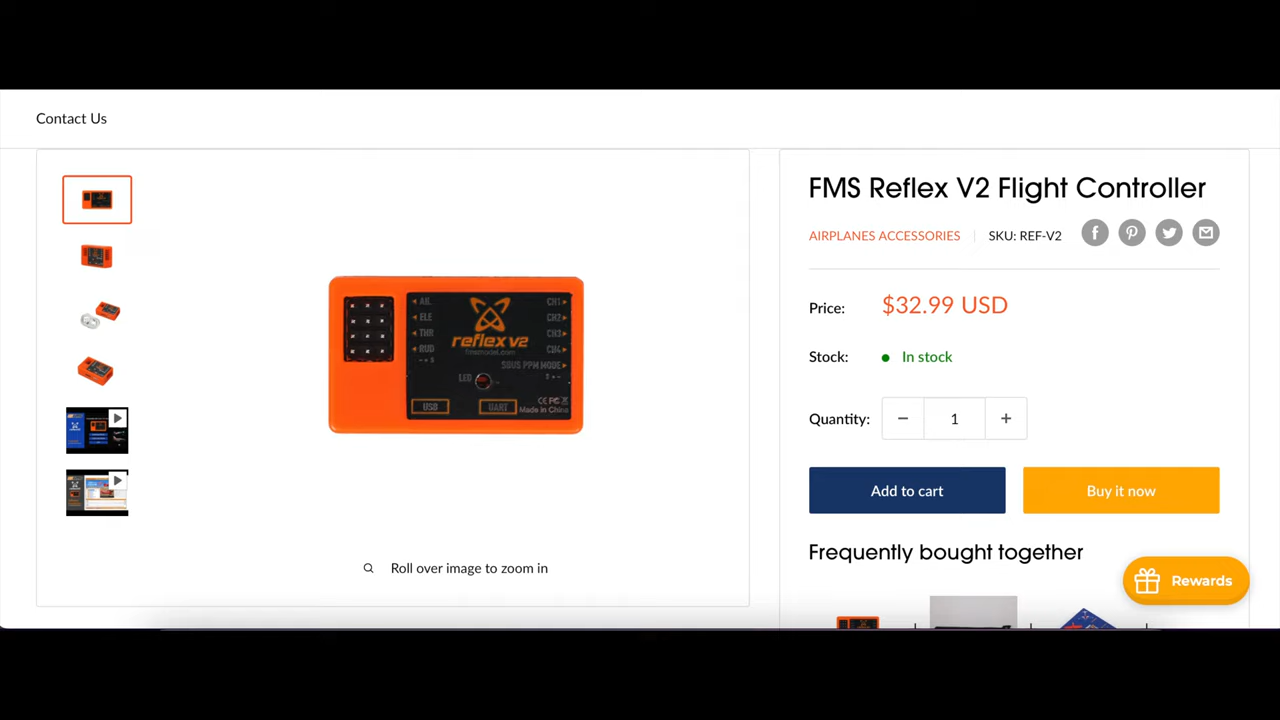 Contact Us
FMS Reflex V2 Flight Controller
AIRPLANES ACCESSORIES
SKU: REF-V2
Price:
$32.99 USD
Stock:
In stock
Quantity:
1
Add to cart
Buy it now
Frequently bought together
Rewards
AIL
ELE
THR
RUD
CH1
CH2
CH3
CH4
reflex v2
fmsmodel.com
SBUS PPM MODE
LED
USB
UART
Made in China
Roll over image to zoom in